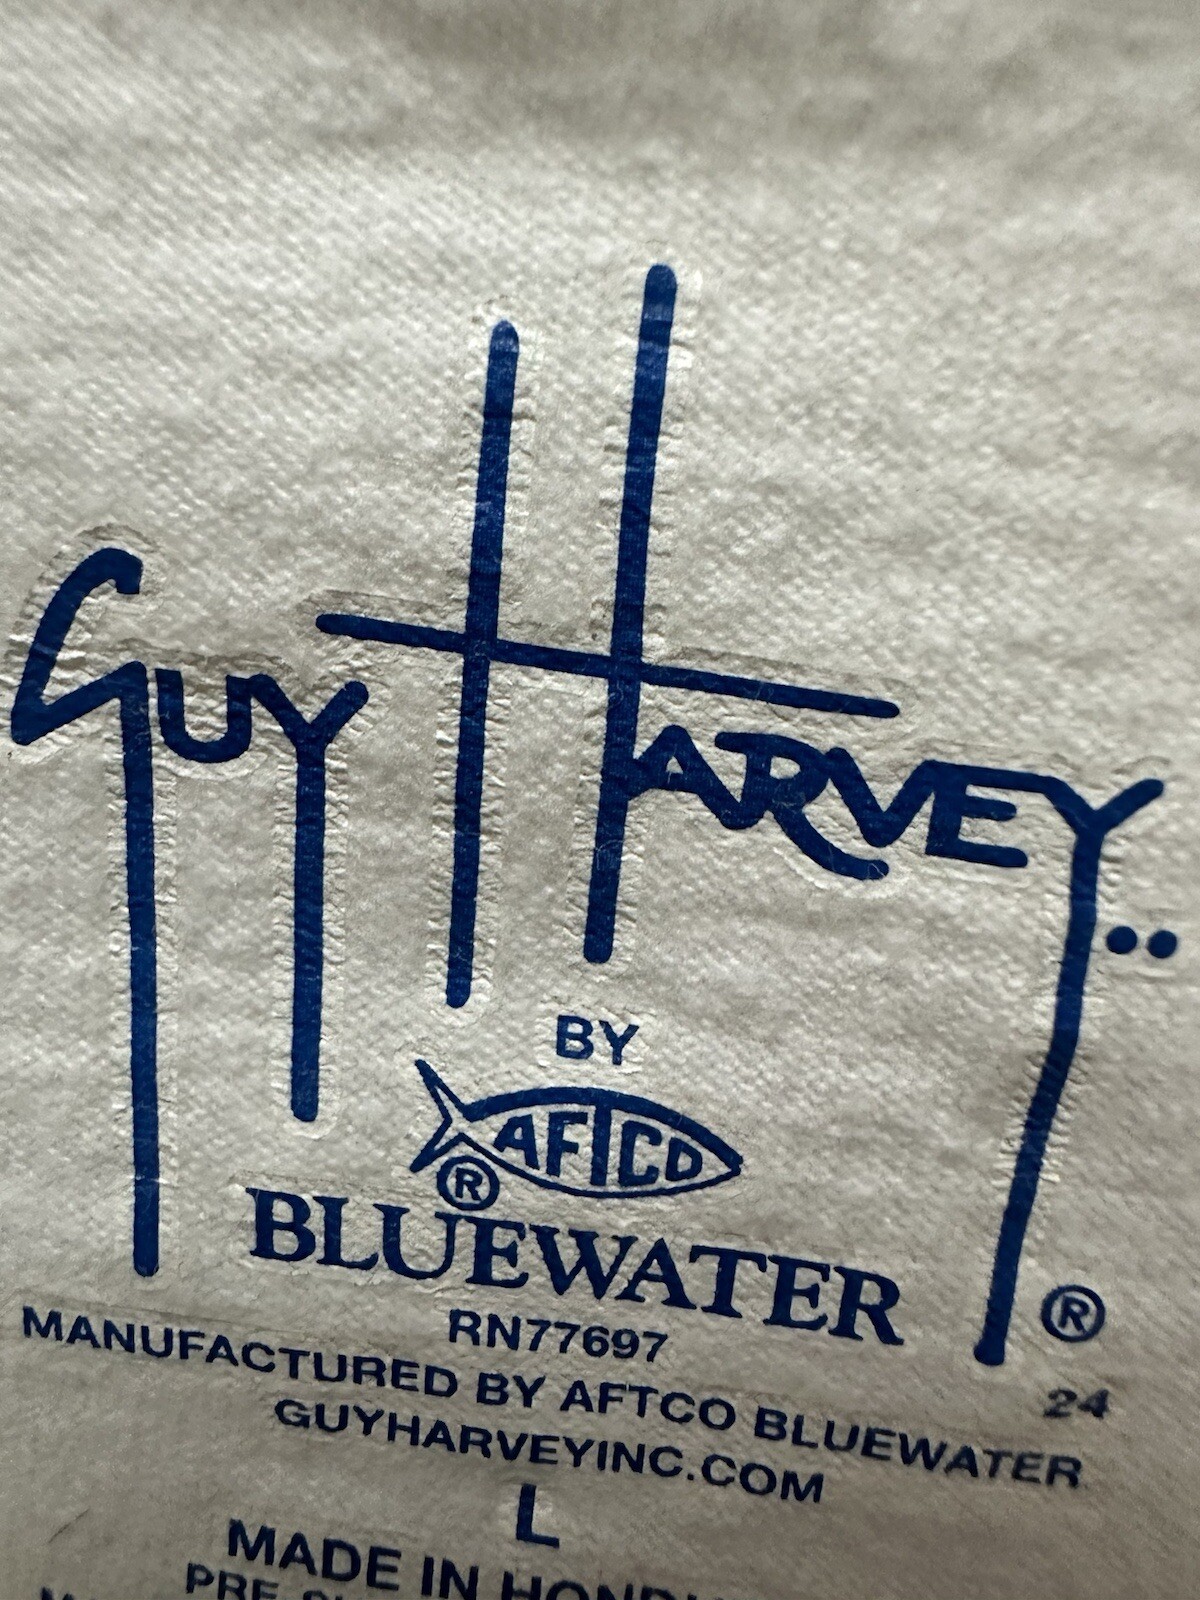 GUY HARVEY
BY
AFTCO
®
BLUEWATER
®
RN77697
24
MANUFACTURED BY AFTCO BLUEWATER
GUYHARVEYINC.COM
L
MADE IN